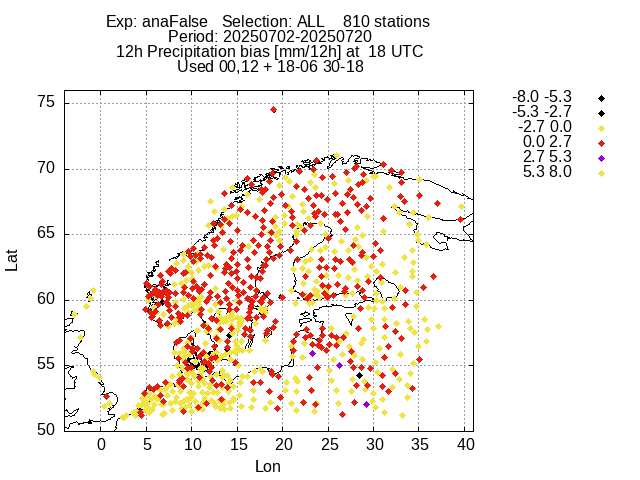 Exp: anaFalse   Selection: ALL    810 stations
Period: 20250702-20250720
12h Precipitation bias [mm/12h] at  18 UTC
Used 00,12 + 18-06 30-18
-8.0 -5.3
-5.3 -2.7
-2.7 0.0
0.0 2.7
2.7 5.3
5.3 8.0
75
70
65
60
55
50
Lat
0 5 10 15 20 25 30 35 40
Lon